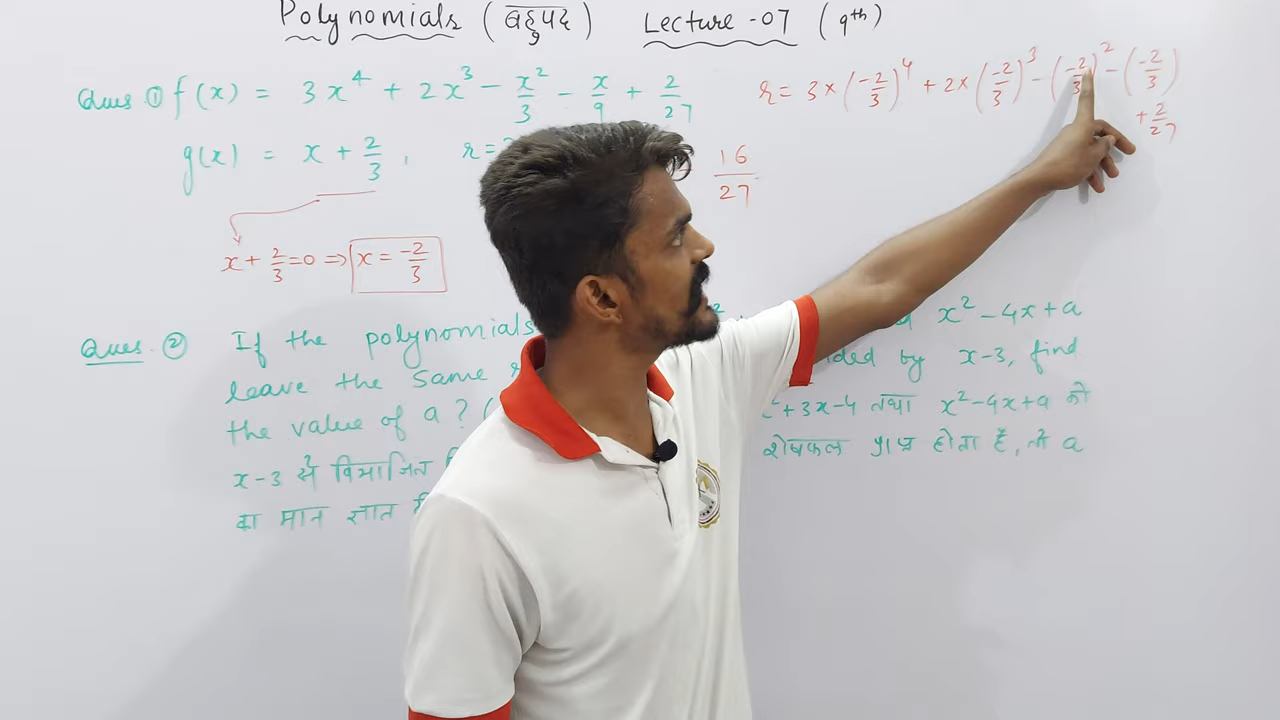 Polynomials (बहुपद) Lecture-07 (9th)
Ques ① f(x) = 3x⁴ + 2x³ - x²/3 - x/9 + 2/27
r = 3×(-2/3)⁴ + 2×(-2/3)³ - (-2/3)² - (-2/3)
+ 2/27
g(x) = x + 2/3, r=
16/27
x + 2/3 = 0 ⇒ x = -2/3
Ques. ② If the polynomials x² - 4x + a
leave the same by x-3, find
the value of a? ( +3x-4 तथा x²-4x+a को
x-3 से विभाजित शेषफल प्राप्त होता है, तो a
का मान ज्ञात